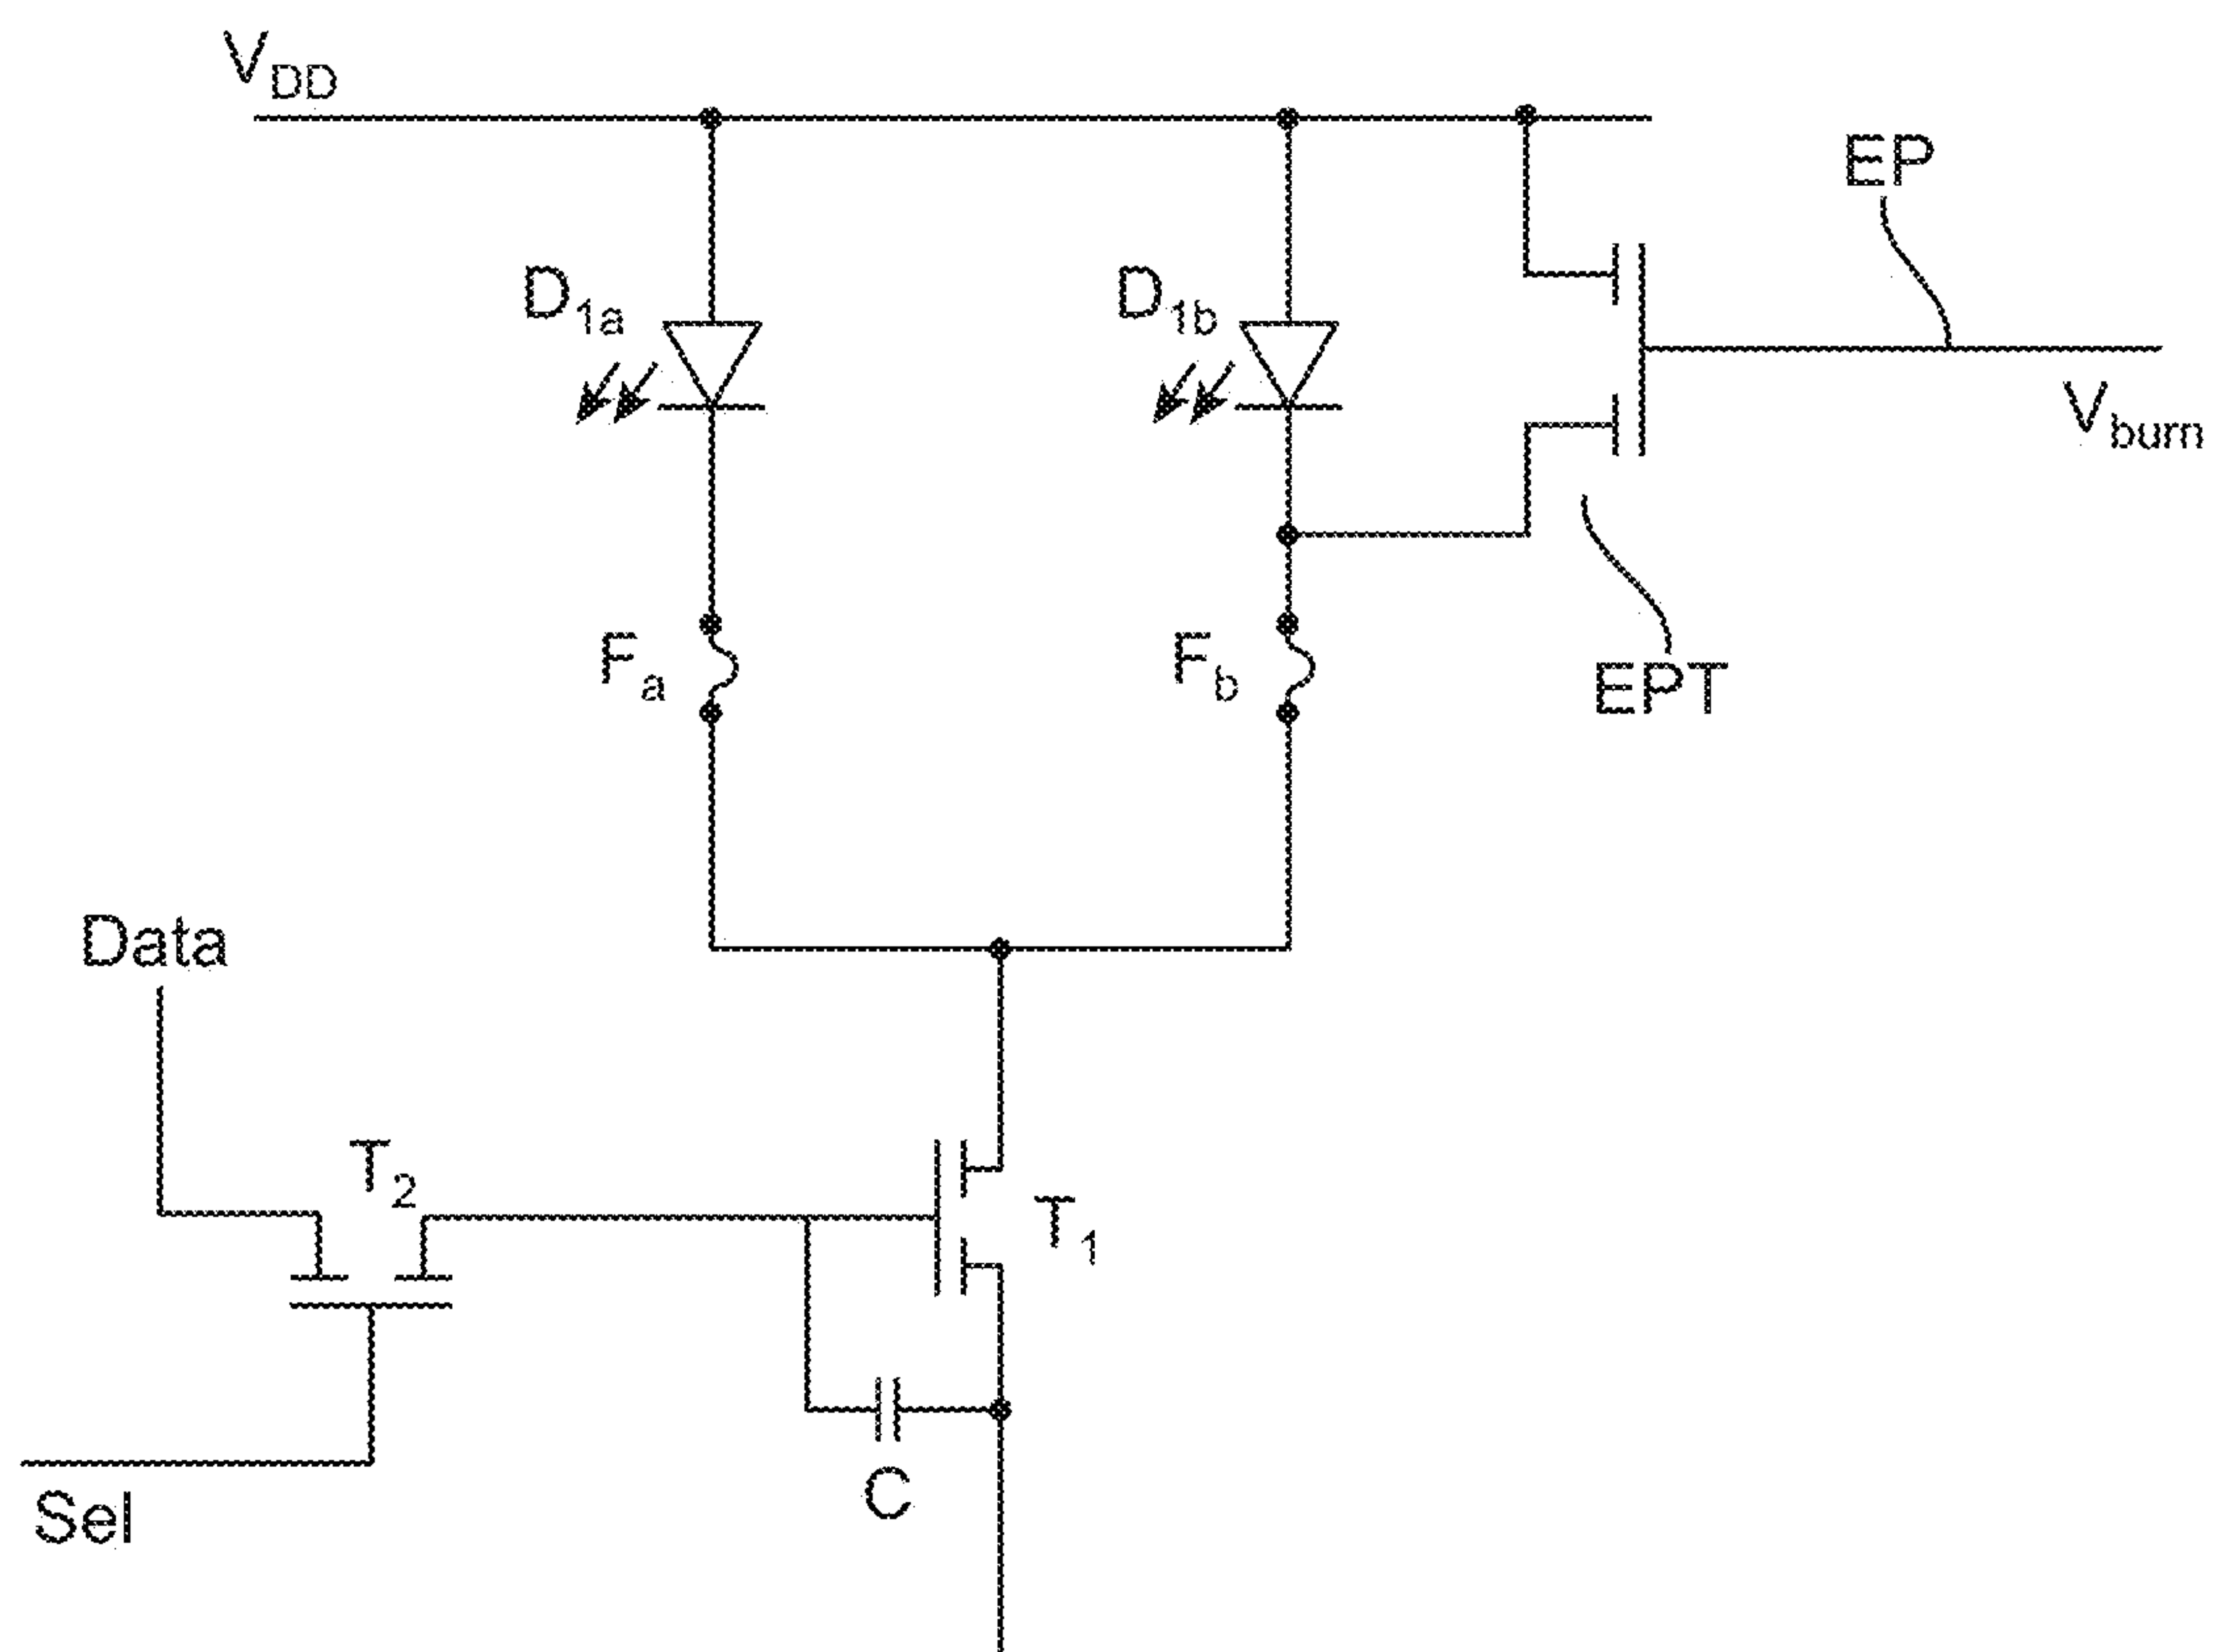 VDD
EP
D1a
D1b
Vburn
Fa
Fb
EPT
Data
T2
T1
C
Sel